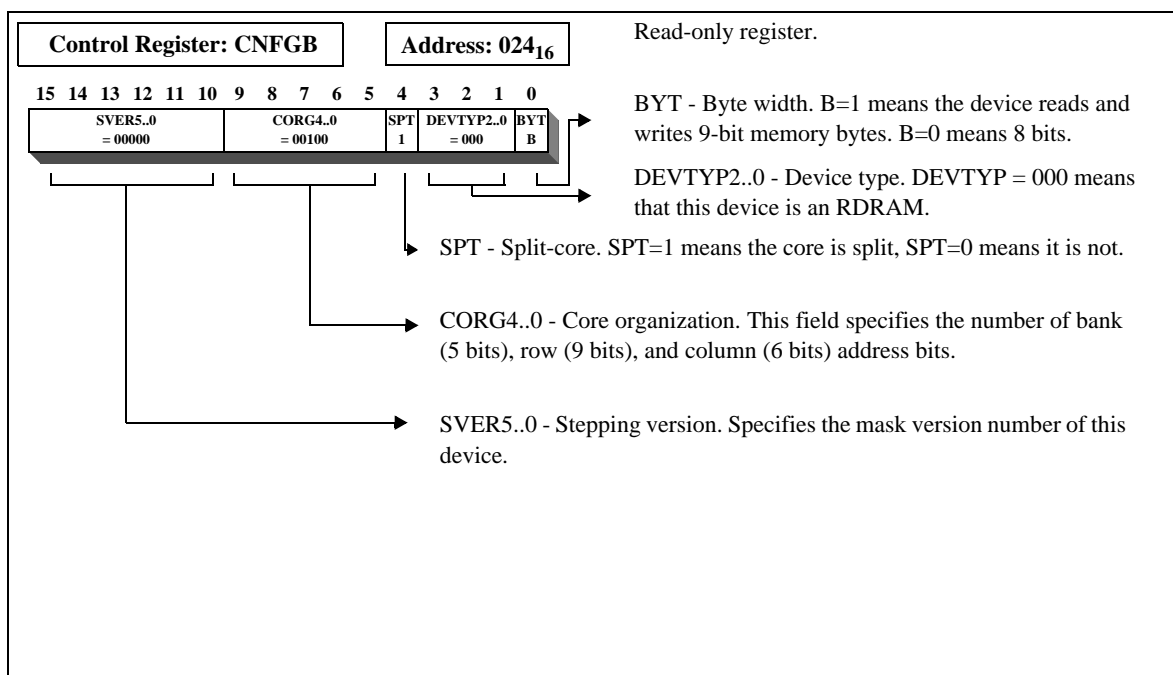 Control Register: CNFGB Address: 024₁₆
Read-only register.
15 14 13 12 11 10 9 8 7 6 5 4 3 2 1 0
SVER5..0 CORG4..0 SPT DEVTYP2..0 BYT
= 00000 = 00100 1 = 000 B
BYT - Byte width. B=1 means the device reads and
writes 9-bit memory bytes. B=0 means 8 bits.
DEVTYP2..0 - Device type. DEVTYP = 000 means
that this device is an RDRAM.
SPT - Split-core. SPT=1 means the core is split, SPT=0 means it is not.
CORG4..0 - Core organization. This field specifies the number of bank
(5 bits), row (9 bits), and column (6 bits) address bits.
SVER5..0 - Stepping version. Specifies the mask version number of this
device.